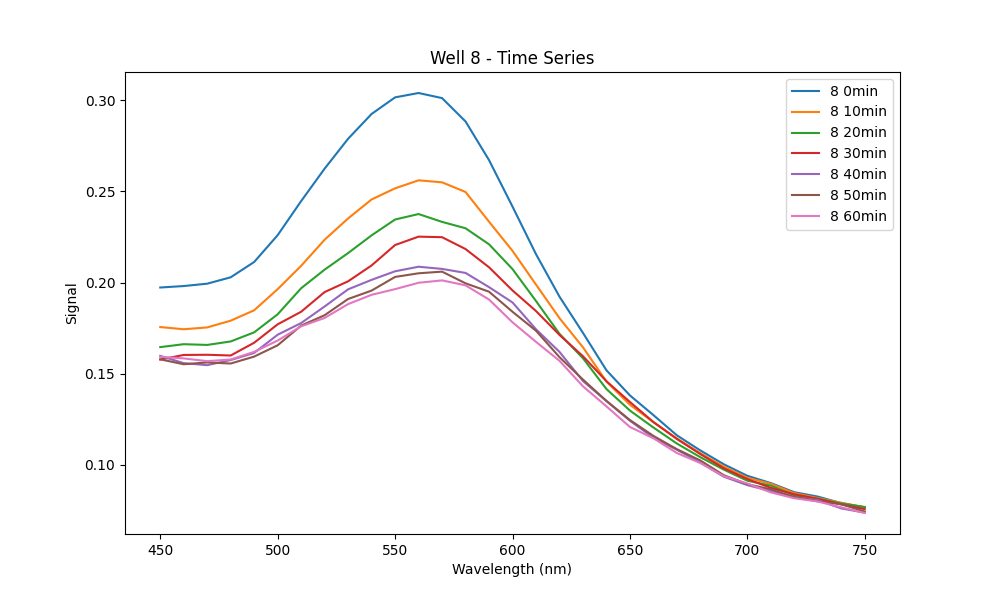 Well 8 - Time Series
Signal
0.30
0.25
0.20
0.15
0.10
8 0min
8 10min
8 20min
8 30min
8 40min
8 50min
8 60min
450 500 550 600 650 700 750
Wavelength (nm)